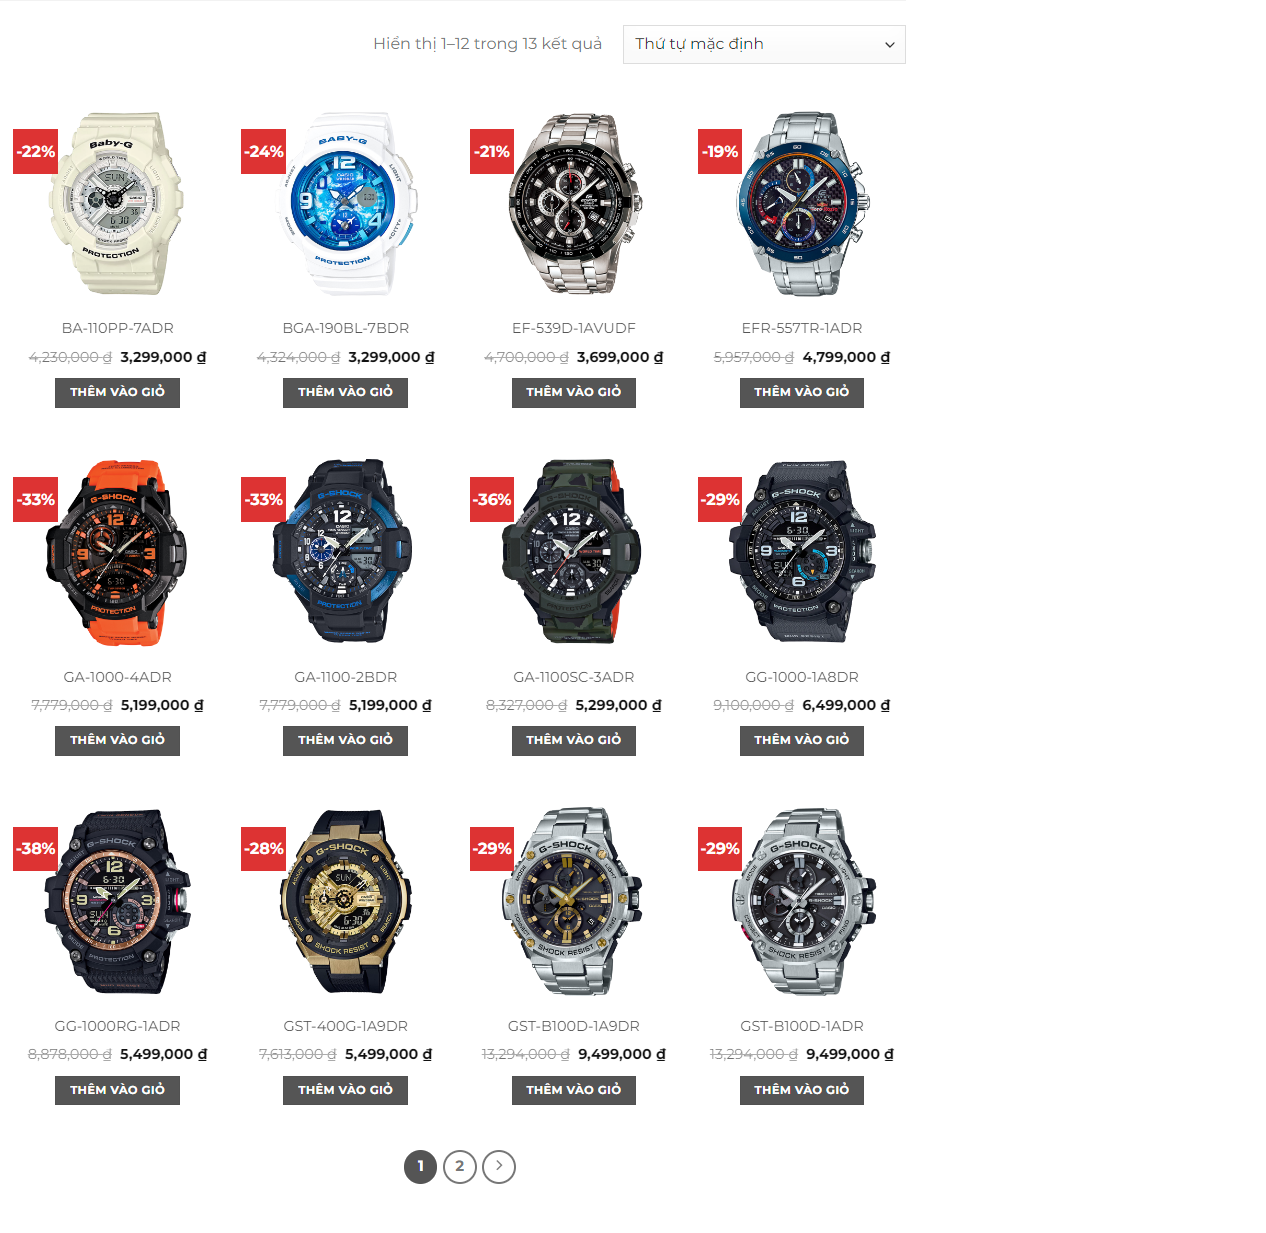 Hiển thị 1–12 trong 13 kết quả
Thứ tự mặc định
-22%
-24%
-21%
-19%
BA-110PP-7ADR
BGA-190BL-7BDR
EF-539D-1AVUDF
EFR-557TR-1ADR
4,230,000 ₫ 3,299,000 ₫
4,324,000 ₫ 3,299,000 ₫
4,700,000 ₫ 3,699,000 ₫
5,957,000 ₫ 4,799,000 ₫
THÊM VÀO GIỎ
THÊM VÀO GIỎ
THÊM VÀO GIỎ
THÊM VÀO GIỎ
-33%
-33%
-36%
-29%
GA-1000-4ADR
GA-1100-2BDR
GA-1100SC-3ADR
GG-1000-1A8DR
7,779,000 ₫ 5,199,000 ₫
7,779,000 ₫ 5,199,000 ₫
8,327,000 ₫ 5,299,000 ₫
9,100,000 ₫ 6,499,000 ₫
THÊM VÀO GIỎ
THÊM VÀO GIỎ
THÊM VÀO GIỎ
THÊM VÀO GIỎ
-38%
-28%
-29%
-29%
GG-1000RG-1ADR
GST-400G-1A9DR
GST-B100D-1A9DR
GST-B100D-1ADR
8,878,000 ₫ 5,499,000 ₫
7,613,000 ₫ 5,499,000 ₫
13,294,000 ₫ 9,499,000 ₫
13,294,000 ₫ 9,499,000 ₫
THÊM VÀO GIỎ
THÊM VÀO GIỎ
THÊM VÀO GIỎ
THÊM VÀO GIỎ
1
2